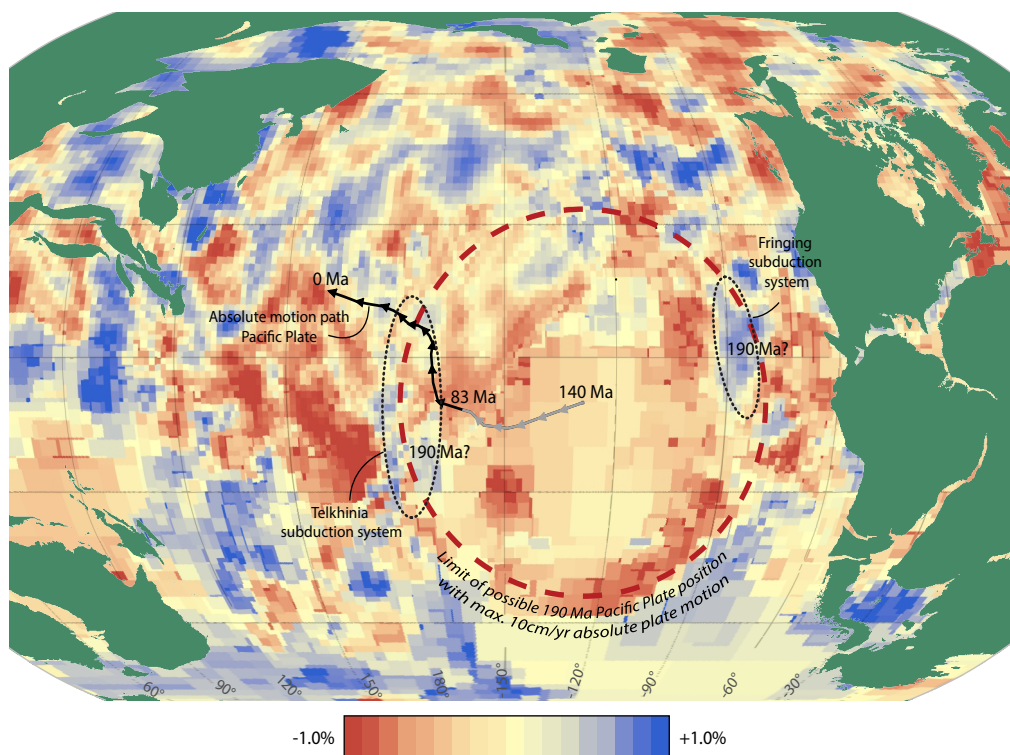 Fringing
subduction
system
0 Ma
Absolute motion path
Pacific Plate
190 Ma?
83 Ma
140 Ma
190 Ma?
Telkhinia
subduction system
Limit of possible 190 Ma Pacific Plate position
with max. 10cm/yr absolute plate motion
60° 90° 120° 150° 180° -150° -120° -90° -60° -30°
-1.0% +1.0%